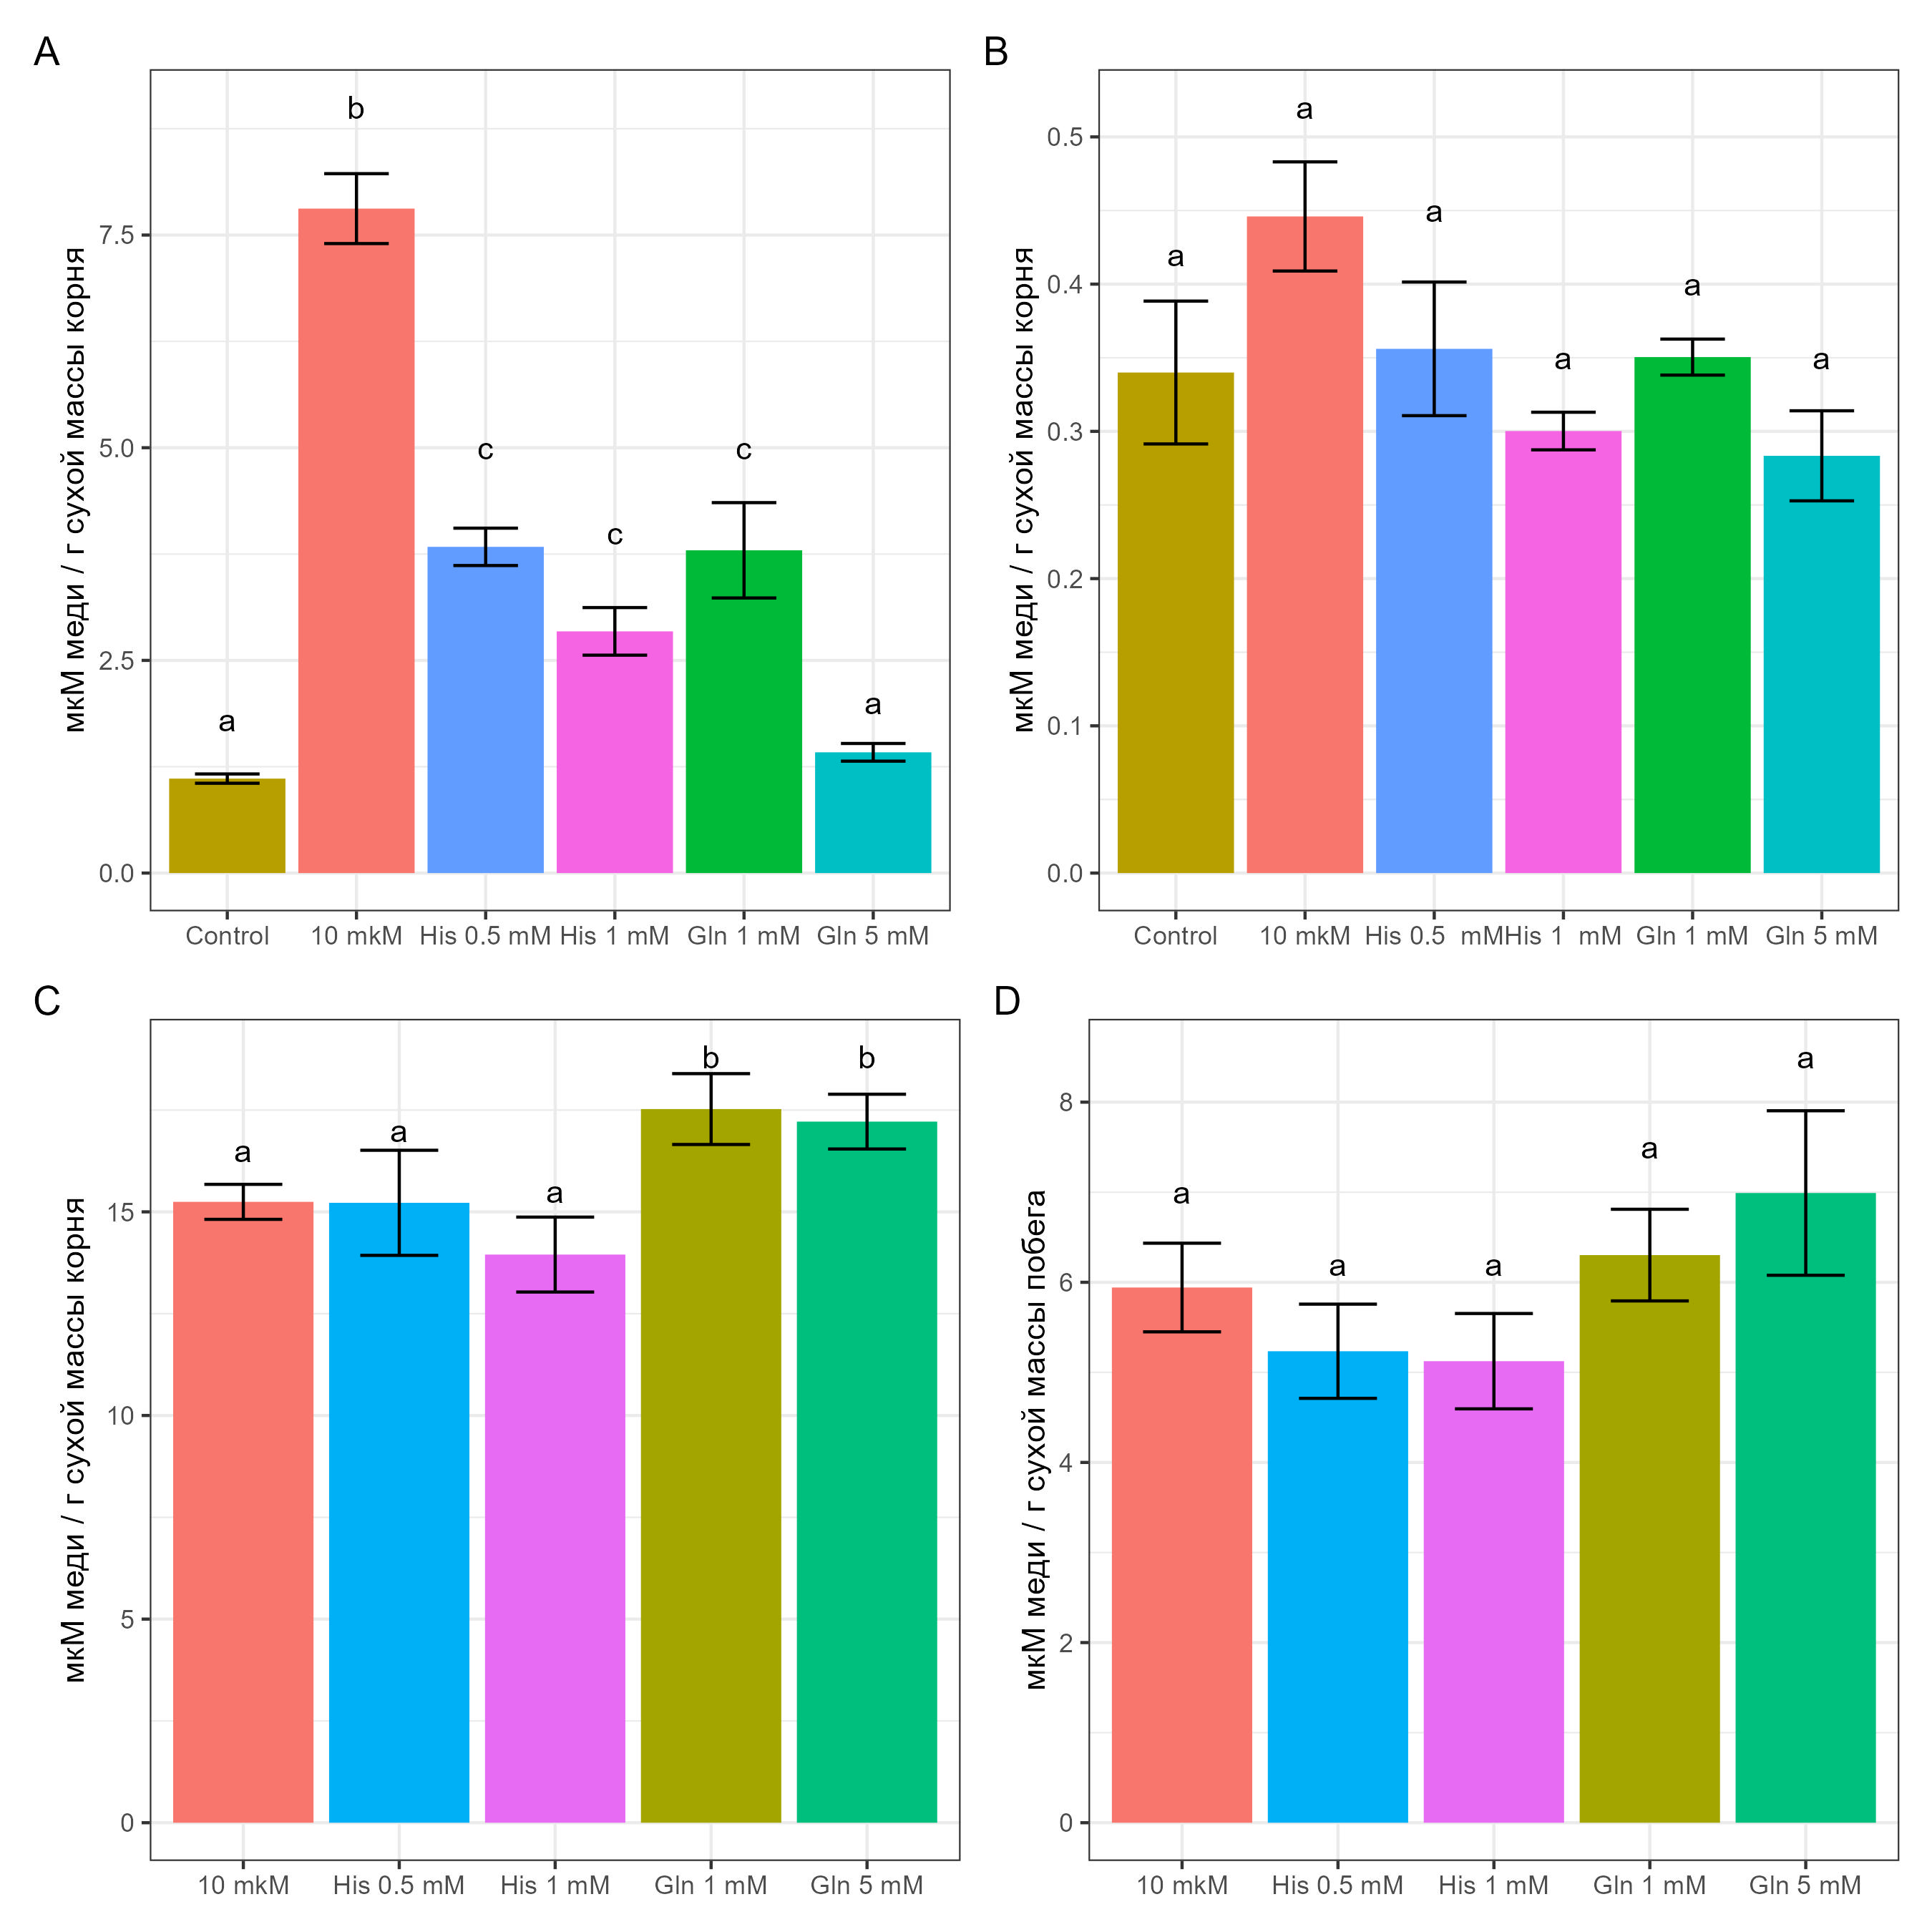 A
мкМ меди / г сухой массы корня
7.5
5.0
2.5
0.0
b
c
c
c
a
a
Control 10 mkM His 0.5 mM His 1 mM Gln 1 mM Gln 5 mM
B
мкМ меди / г сухой массы корня
0.5
0.4
0.3
0.2
0.1
0.0
a
a
a
a
a
a
Control 10 mkM His 0.5 mM His 1 mM Gln 1 mM Gln 5 mM
C
мкМ меди / г сухой массы корня
15
10
5
0
a
a
a
b
b
10 mkM His 0.5 mM His 1 mM Gln 1 mM Gln 5 mM
D
мкМ меди / г сухой массы побега
8
6
4
2
0
a
a
a
a
a
10 mkM His 0.5 mM His 1 mM Gln 1 mM Gln 5 mM